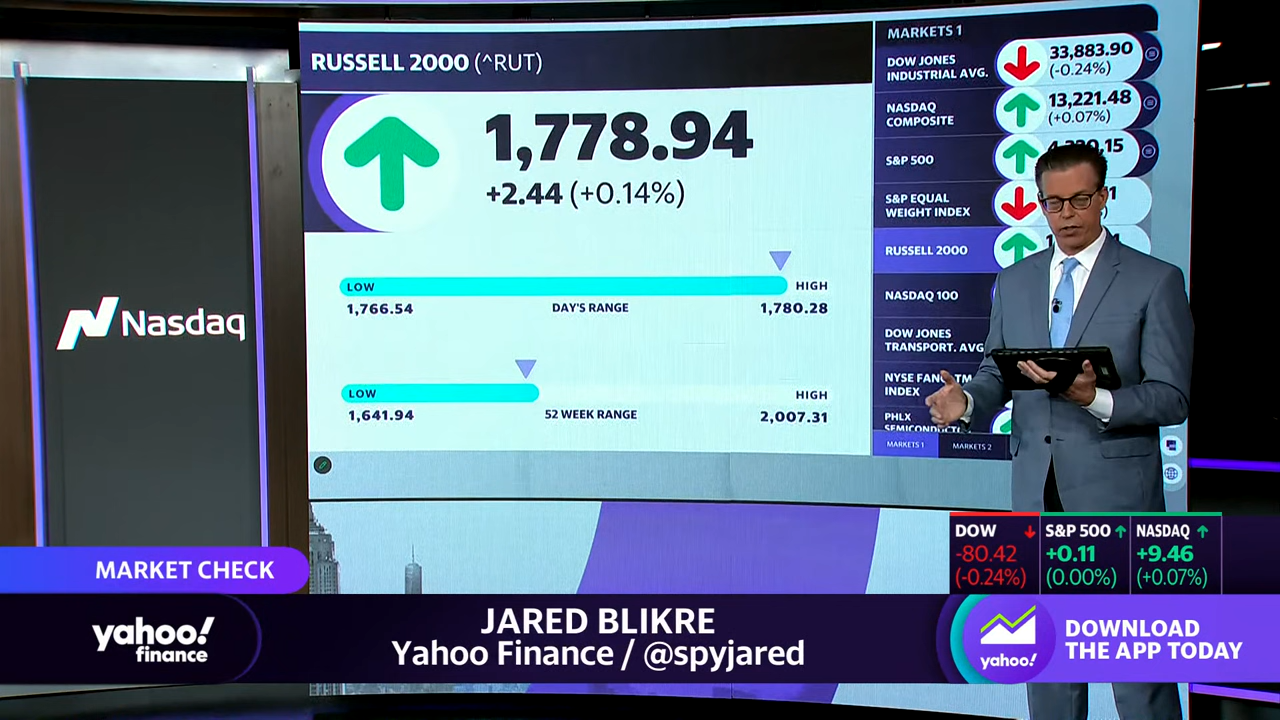 RUSSELL 2000 (^RUT)
1,778.94
+2.44 (+0.14%)
LOW
HIGH
1,766.54
DAY'S RANGE
1,780.28
LOW
HIGH
1,641.94
52 WEEK RANGE
2,007.31
MARKETS 1
DOW JONES
INDUSTRIAL AVG.
33,883.90
(-0.24%)
NASDAQ
COMPOSITE
13,221.48
(+0.07%)
S&P 500
S&P EQUAL
WEIGHT INDEX
RUSSELL 2000
NASDAQ 100
DOW JONES
TRANSPORT. AVG
NYSE
INDEX
PHLX
MARKETS 1
MARKETS 2
Nasdaq
DOW
-80.42
(-0.24%)
S&P 500
+0.11
(0.00%)
NASDAQ
+9.46
(+0.07%)
MARKET CHECK
yahoo!
finance
JARED BLIKRE
Yahoo Finance / @spyjared
yahoo!
DOWNLOAD
THE APP TODAY